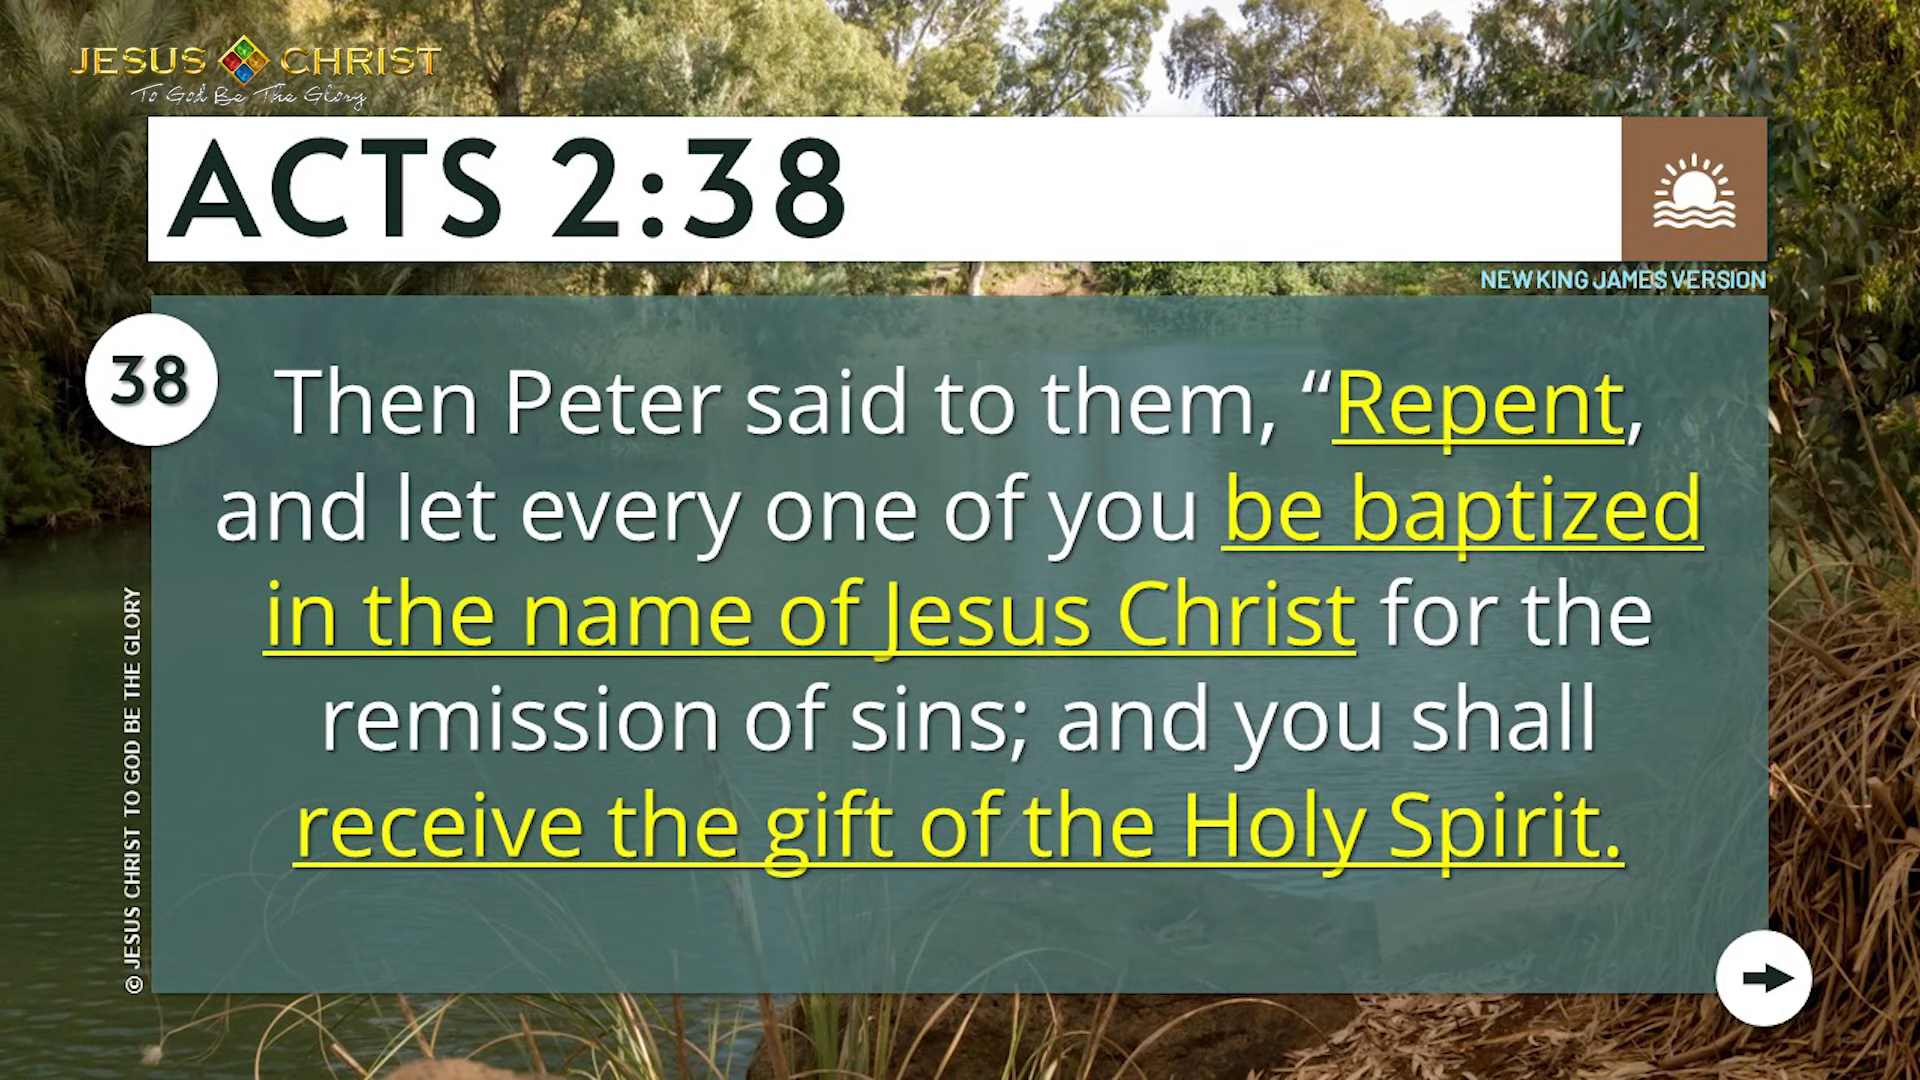 JESUS CHRIST
To God Be The Glory
ACTS 2:38
NEW KING JAMES VERSION
38
Then Peter said to them, “Repent,
and let every one of you be baptized
in the name of Jesus Christ for the
remission of sins; and you shall
receive the gift of the Holy Spirit.
© JESUS CHRIST TO GOD BE THE GLORY